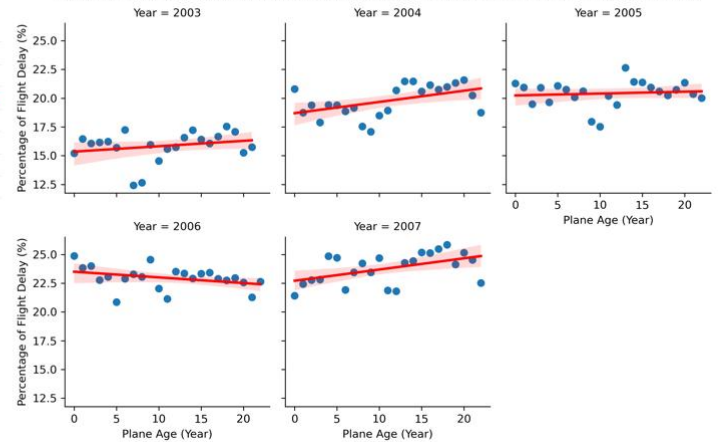 Year = 2003
Year = 2004
Year = 2005
Percentage of Flight Delay (%)
25.0
22.5
20.0
17.5
15.0
12.5
0 5 10 15 20
Plane Age (Year)
Year = 2006
Year = 2007
Percentage of Flight Delay (%)
25.0
22.5
20.0
17.5
15.0
12.5
0 5 10 15 20
0 5 10 15 20
Plane Age (Year)
Plane Age (Year)